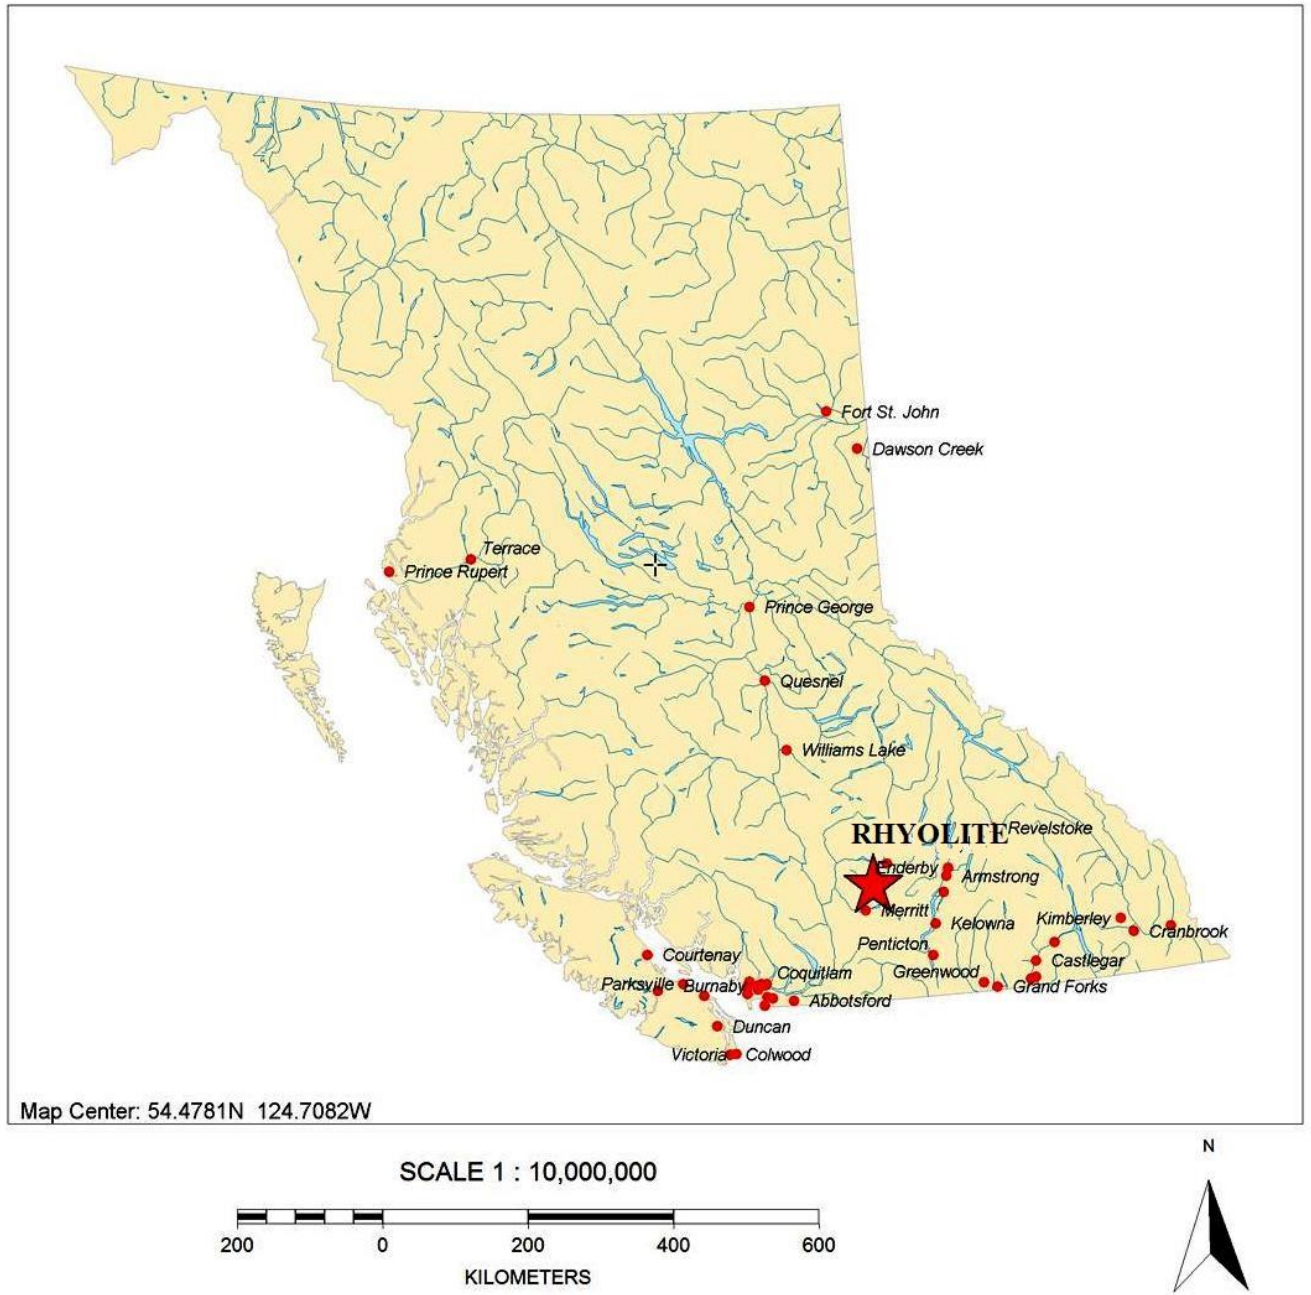 Fort St. John
Dawson Creek
Terrace
Prince Rupert
Prince George
Quesnel
Williams Lake
RHYOLITE
Revelstoke
Enderby
Armstrong
Merritt
Kelowna
Kimberley
Cranbrook
Penticton
Courtenay
Castlegar
Greenwood
Coquitlam
Parksville
Burnaby
Grand Forks
Abbotsford
Duncan
Victoria
Colwood
Map Center: 54.4781N 124.7082W
SCALE 1 : 10,000,000
N
200 0 200 400 600
KILOMETERS